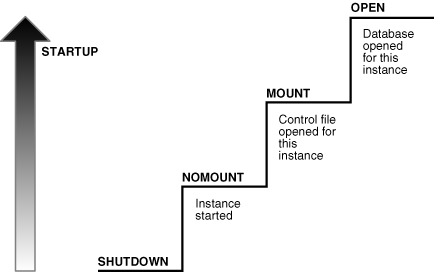 OPEN
Database
opened
for this
instance
STARTUP
MOUNT
Control file
opened for
this
instance
NOMOUNT
Instance
started
SHUTDOWN